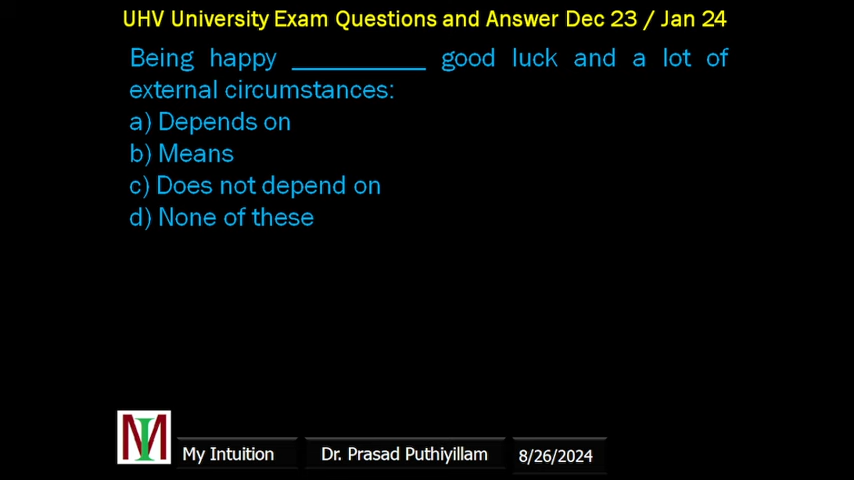 UHV University Exam Questions and Answer Dec 23 / Jan 24
Being happy __________ good luck and a lot of
external circumstances:
a) Depends on
b) Means
c) Does not depend on
d) None of these
MI
My Intuition
Dr. Prasad Puthiyillam
8/26/2024